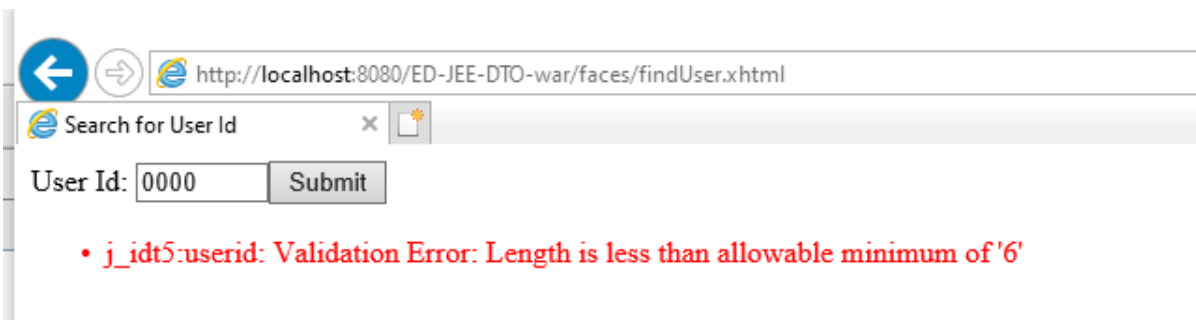 http://localhost:8080/ED-JEE-DTO-war/faces/findUser.xhtml
Search for User Id
User Id: 0000 Submit
• j_idt5:userid: Validation Error: Length is less than allowable minimum of '6'